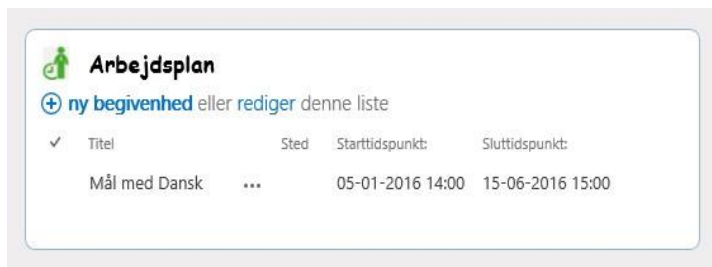 Arbejdsplan
ny begivenhed eller rediger denne liste
Titel Sted Starttidspunkt: Sluttidspunkt:
Mål med Dansk ... 05-01-2016 14:00 15-06-2016 15:00